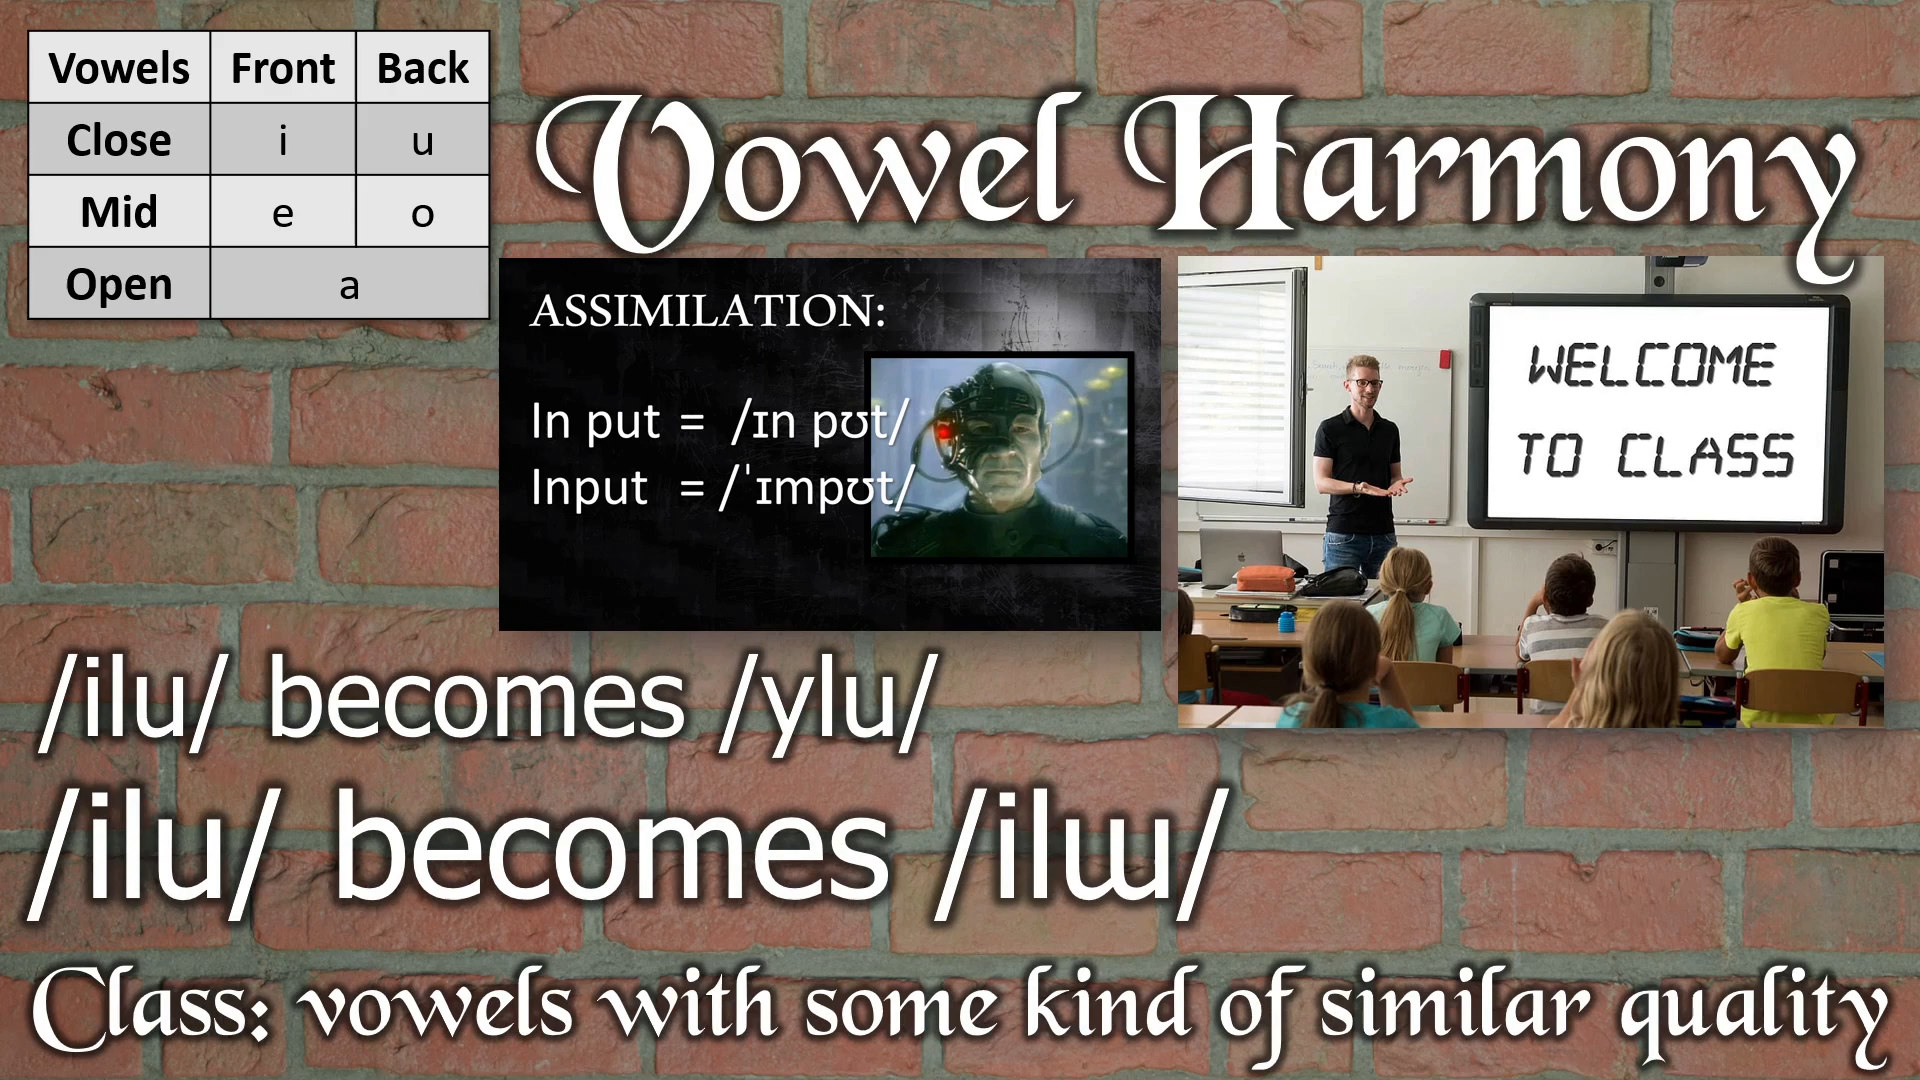 Vowels Front Back
Close i u
Mid e o
Open a
Vowel Harmony
ASSIMILATION:
In put = /ɪn pʊt/
Input = /ˈɪmpʊt/
WELCOME
TO CLASS
/ilu/ becomes /ylu/
/ilu/ becomes /ilɯ/
Class: vowels with some kind of similar quality